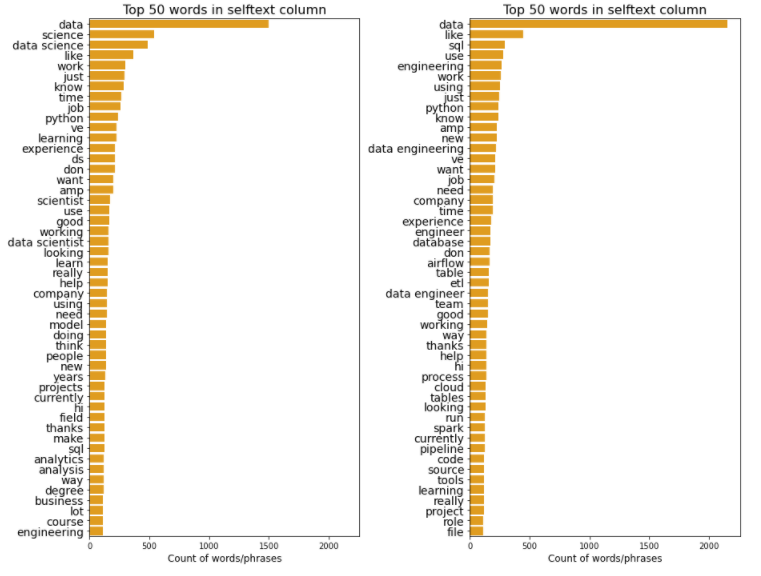 Top 50 words in selftext column
data
science
data science
like
work
just
know
time
job
python
ve
learning
experience
ds
don
want
amp
scientist
use
good
working
data scientist
looking
learn
really
help
company
using
need
model
doing
think
people
new
years
projects
currently
hi
field
thanks
make
sql
analytics
analysis
way
degree
business
lot
course
engineering
0 500 1000 1500 2000
Count of words/phrases
Top 50 words in selftext column
data
like
sql
use
engineering
work
using
just
python
know
amp
new
data engineering
ve
want
job
need
company
time
experience
engineer
database
don
airflow
table
etl
data engineer
team
good
working
way
thanks
help
hi
process
cloud
tables
looking
run
spark
currently
pipeline
code
source
tools
learning
really
project
role
file
0 500 1000 1500 2000
Count of words/phrases